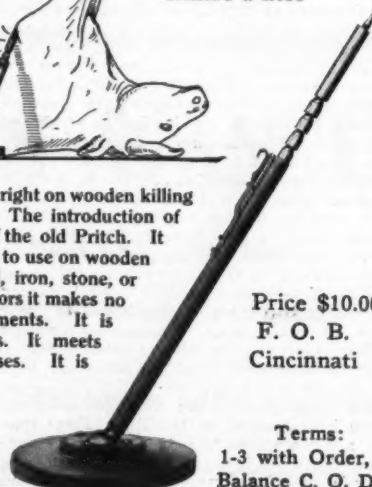 right on wooden killing
The introduction of
the old Pritch. It
to use on wooden
, iron, stone, or
ors it makes no
ments. It is
s. It meets
ses. It is
Price $10.00
F. O. B.
Cincinnati
Terms:
1-3 with Order,
Balance C. O. D.